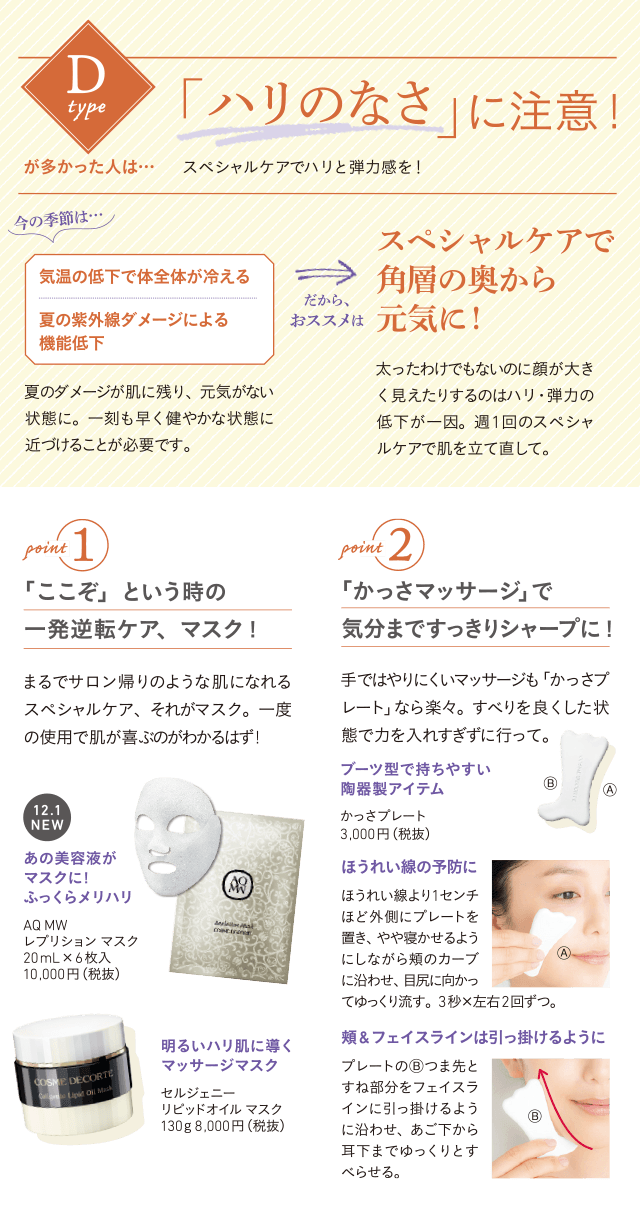 D
type
が多かった人は…
「ハリのなさ」に注意！
スペシャルケアでハリと弾力感を！
今の季節は…
気温の低下で体全体が冷える
夏の紫外線ダメージによる
機能低下
だから、
おススメは
スペシャルケアで
角層の奥から
元気に！
夏のダメージが肌に残り、元気がない
状態に。一刻も早く健やかな状態に
近づけることが必要です。
太ったわけでもないのに顔が大き
く見えたりするのはハリ・弾力の
低下が一因。週1回のスペシャ
ルケアで肌を立て直して。
point 1
「ここぞ」という時の
一発逆転ケア、マスク！
まるでサロン帰りのような肌になれる
スペシャルケア、それがマスク。一度
の使用で肌が喜ぶのがわかるはず！
12.1
NEW
あの美容液が
マスクに！
ふっくらメリハリ
AQ MW
レプリション マスク
20mL×6枚入
10,000円（税抜）
AQ
MW
COSME DECORTE
明るいハリ肌に導く
マッサージマスク
セルジェニー
リピッドオイル マスク
130g 8,000円（税抜）
COSME DECORTE
Cellgenie Lipid Oil Mask
point 2
「かっさマッサージ」で
気分まですっきりシャープに！
手ではやりにくいマッサージも「かっさプ
レート」なら楽々。すべりを良くした状
態で力を入れすぎずに行って。
ブーツ型で持ちやすい
陶器製アイテム
かっさプレート
3,000円（税抜）
Ⓑ
Ⓐ
ほうれい線の予防に
ほうれい線より1センチ
ほど外側にプレートを
置き、やや寝かせるよう
にしながら頬のカーブ
に沿わせ、目尻に向かっ
てゆっくり流す。3秒×左右2回ずつ。
Ⓐ
頬＆フェイスラインは引っ掛けるように
プレートのⒷつま先と
すね部分をフェイスラ
インに引っ掛けるよう
に沿わせ、あご下から
耳下までゆっくりとす
べらせる。
Ⓑ